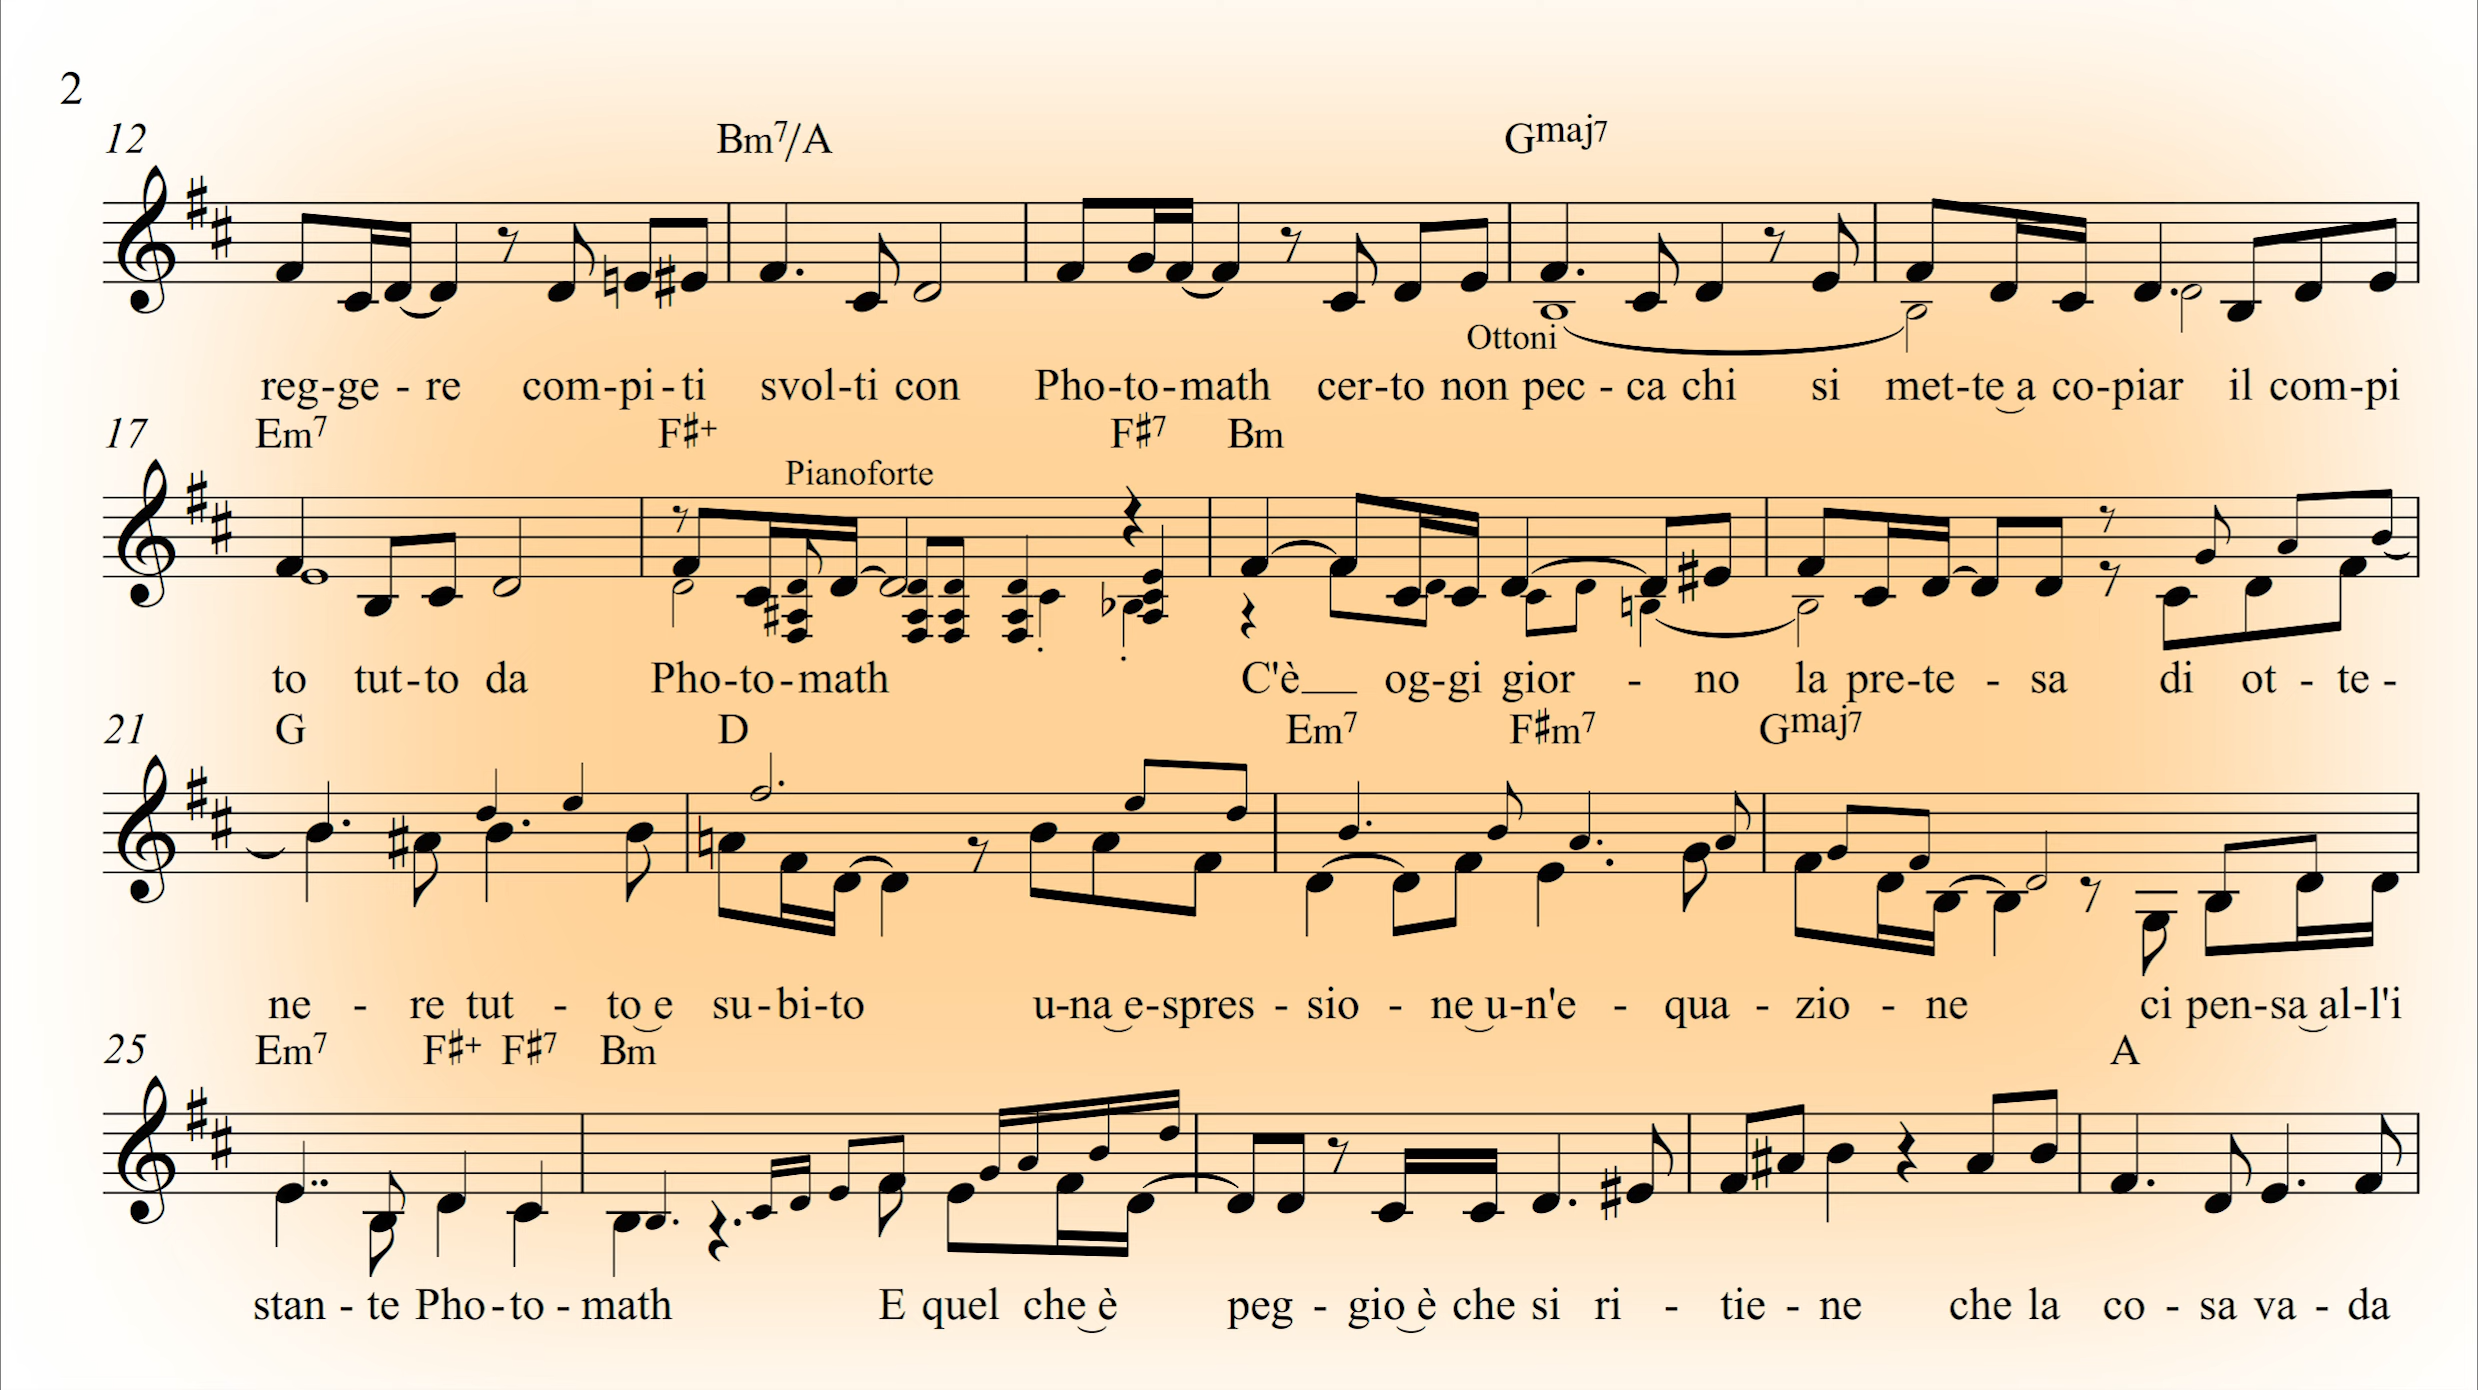 2
12
Bm7/A Gmaj7
Ottoni
reg-ge - re com-pi-ti svol-ti con Pho-to-math cer-to non pec - ca chi si met-te‿a co-piar il com-pi
17
Em7 F♯+ F♯7 Bm
Pianoforte
to tut-to da Pho-to-math C'è__ og-gi gior - no la pre-te - sa di ot - te -
21
G D Em7 F♯m7 Gmaj7
ne - re tut - to‿e su-bi-to u-na‿e-spres - sio - ne‿u-n'e - qua - zio - ne ci pen-sa‿al-l'i
25
Em7 F♯+ F♯7 Bm A
stan - te Pho-to - math E quel che‿è peg - gio‿è che si ri - tie - ne che la co - sa va - da